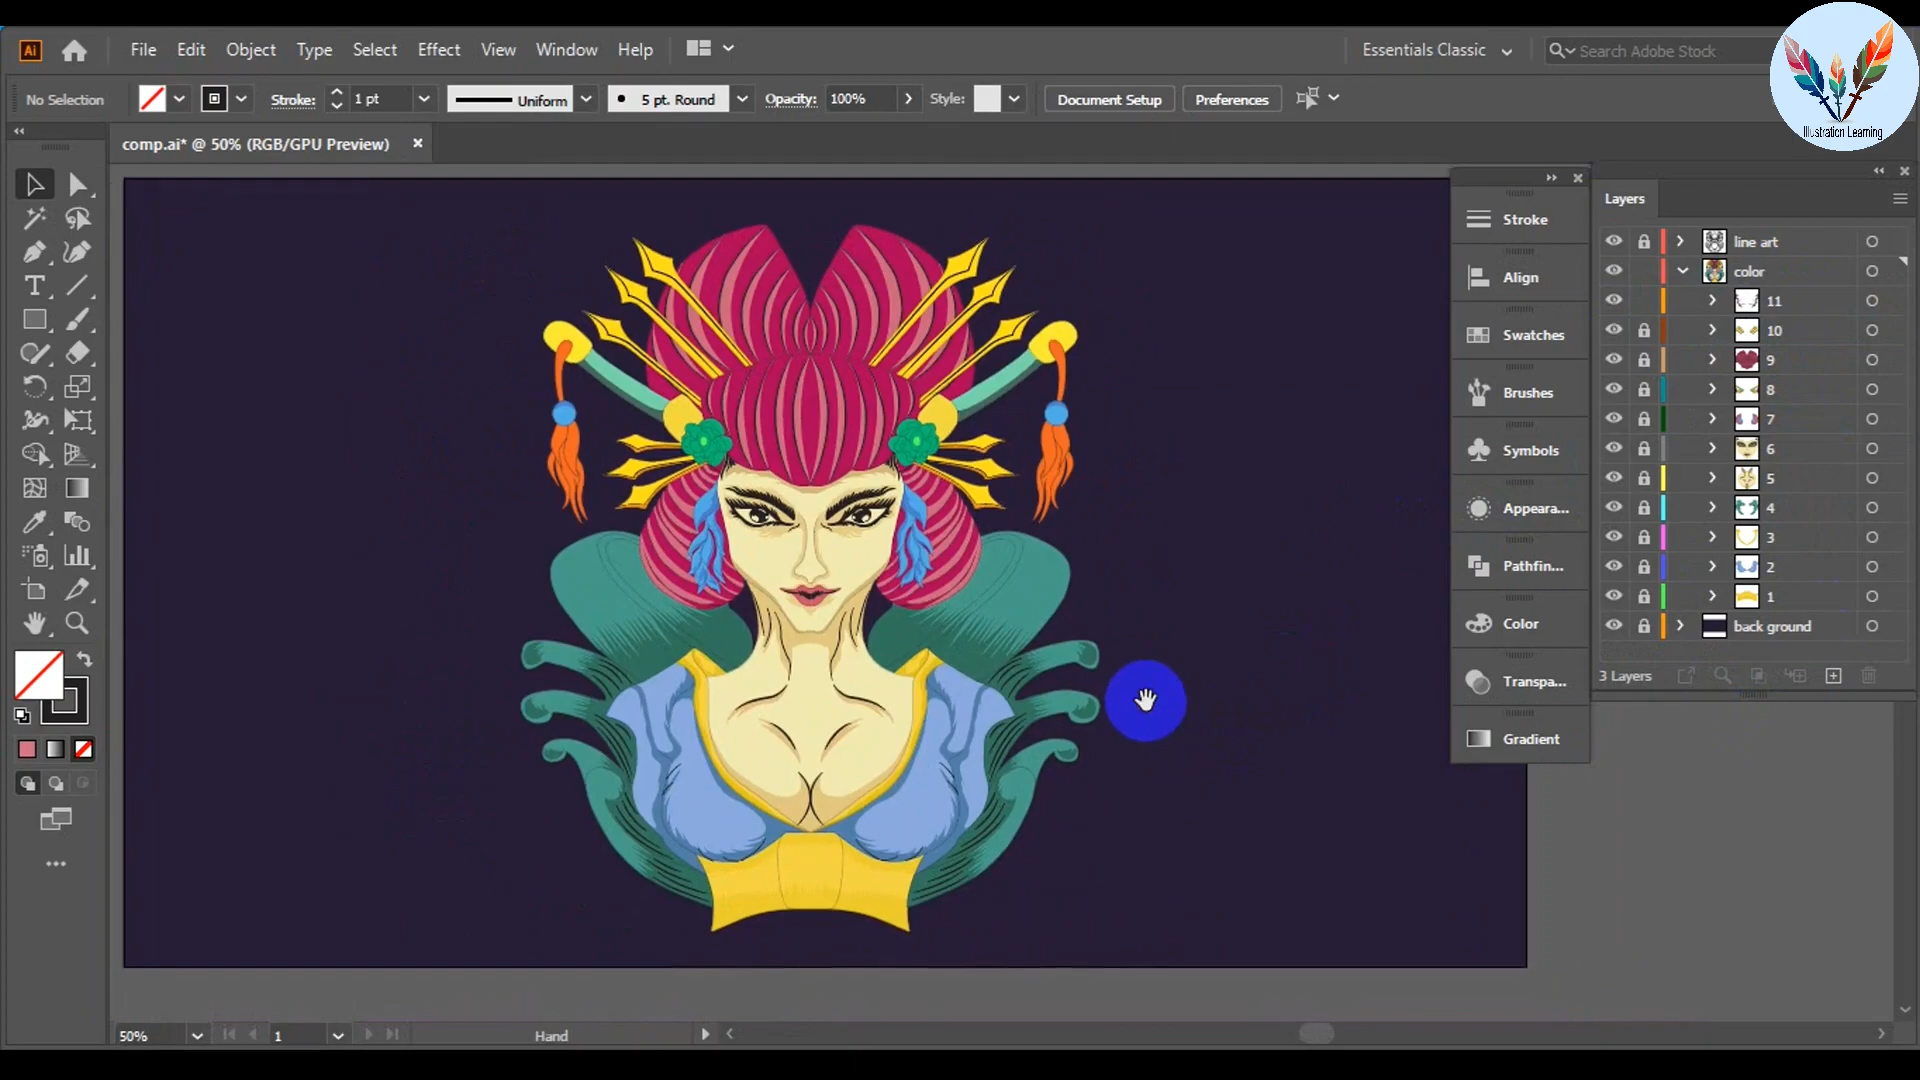 Ai
File Edit Object Type Select Effect View Window Help
Essentials Classic
Search Adobe Stock
Illustration Learning
No Selection
Stroke: 1 pt
Uniform
5 pt. Round
Opacity: 100%
Style:
Document Setup
Preferences
comp.ai* @ 50% (RGB/GPU Preview)
Stroke
Align
Swatches
Brushes
Symbols
Appeara...
Pathfin...
Color
Transpa...
Gradient
Layers
line art
color
11
10
9
8
7
6
5
4
3
2
1
back ground
3 Layers
50%
1
Hand